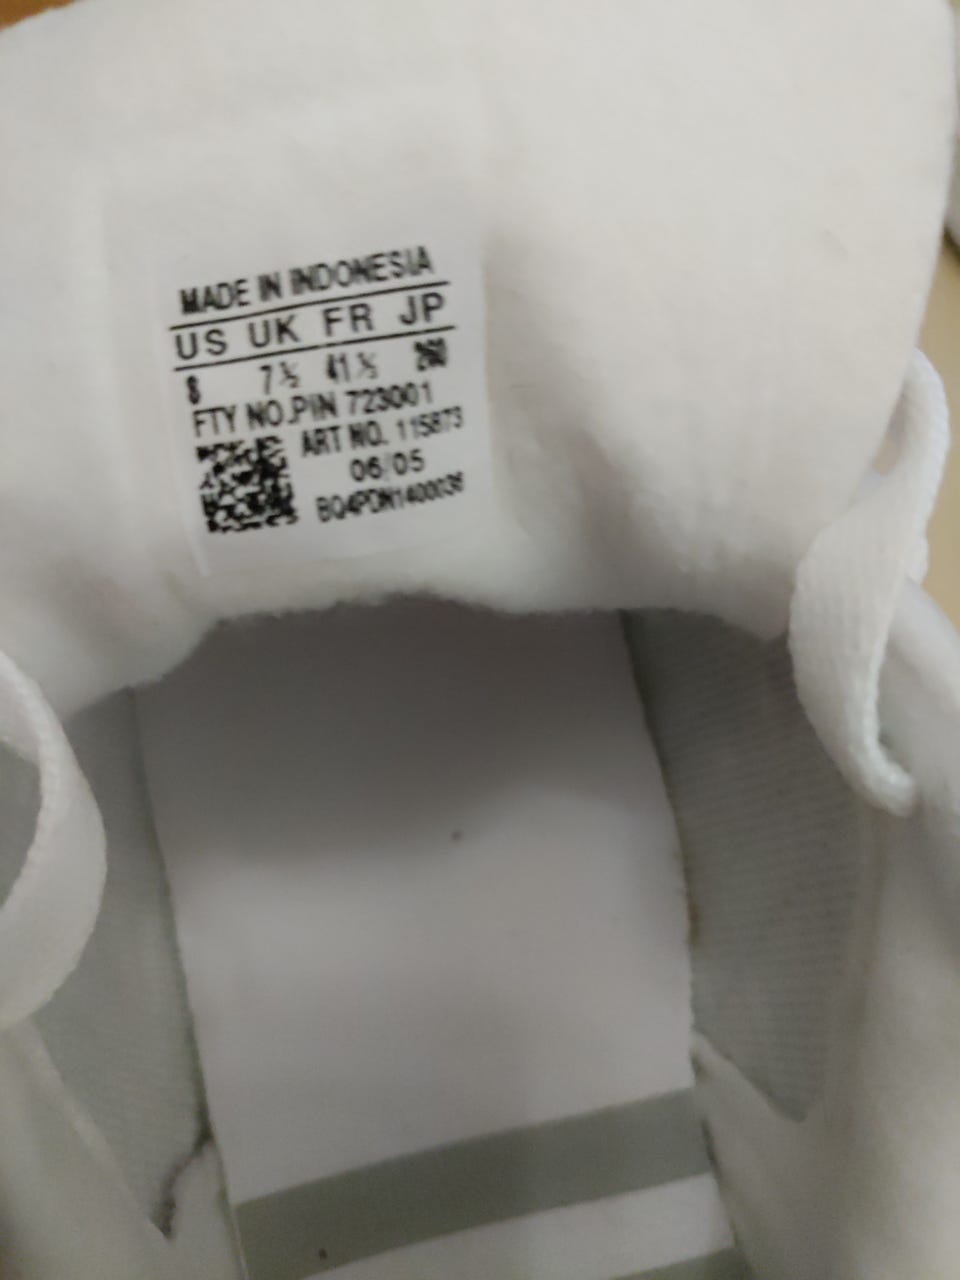 MADE IN INDONESIA
US UK FR JP
8 7½ 41⅓ 260
FTY NO.PIN 723001
ART NO. 115873
06/05
BQ4PDN1400036